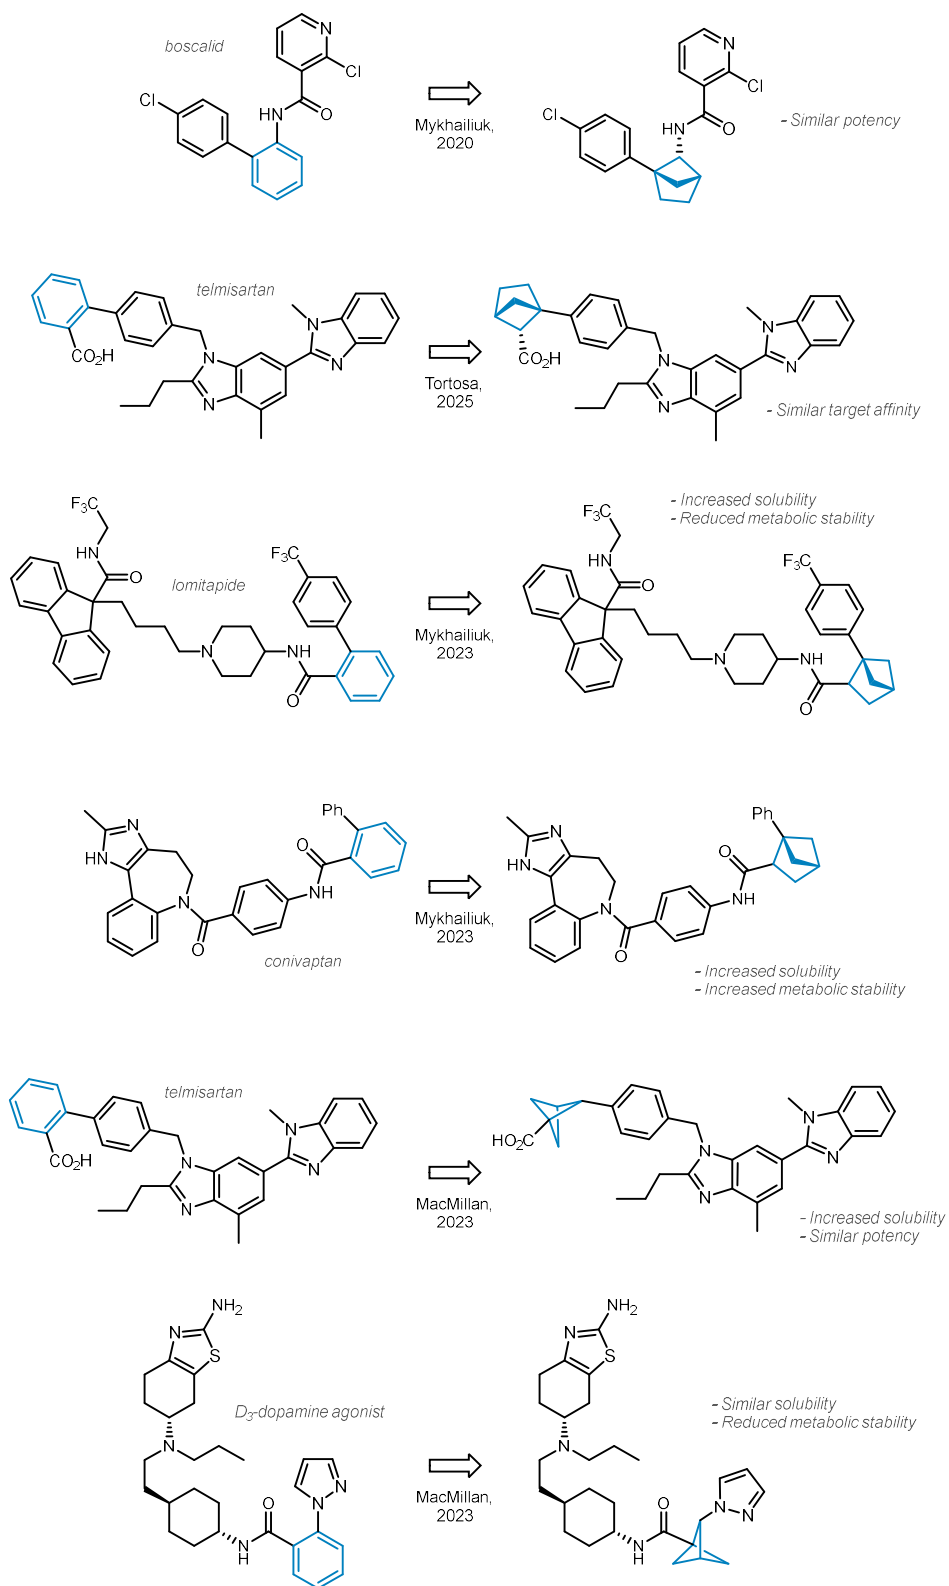 boscalid
N
Cl
HN
O
Cl
Mykhailiuk,
2020
N
Cl
HN
O
Cl
- Similar potency
telmisartan
CO2H
N
N
N
N
Tortosa,
2025
CO2H
N
N
N
N
- Similar target affinity
F3C
HN
O
lomitapide
F3C
N
NH
O
Mykhailiuk,
2023
- Increased solubility
- Reduced metabolic stability
F3C
HN
O
F3C
N
NH
O
Ph
N
HN
O
NH
N
O
conivaptan
Mykhailiuk,
2023
Ph
N
HN
O
N
H
N
O
- Increased solubility
- Increased metabolic stability
telmisartan
CO2H
N
N
N
N
MacMillan,
2023
HO2C
N
N
N
N
- Increased solubility
- Similar potency
NH2
N
S
D3-dopamine agonist
N
N
N
O
N
H
MacMillan,
2023
NH2
N
S
- Similar solubility
- Reduced metabolic stability
N
N
N
O
N
H